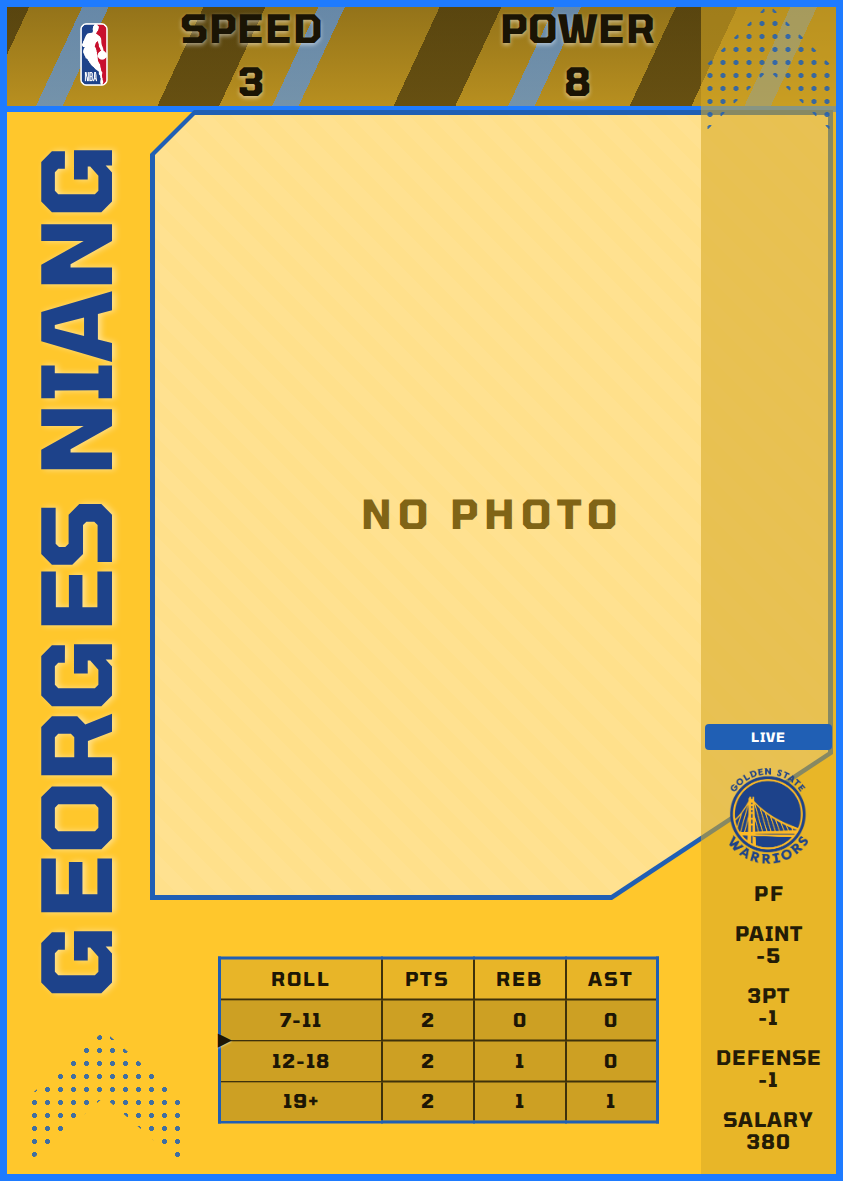 SPEED
3
POWER
8
NBA
GEORGES NIANG
NO PHOTO
LIVE
GOLDEN STATE
WARRIORS
PF
PAINT
-5
3PT
-1
DEFENSE
-1
SALARY
380
ROLL PTS REB AST
7-11 2 0 0
12-18 2 1 0
19+ 2 1 1